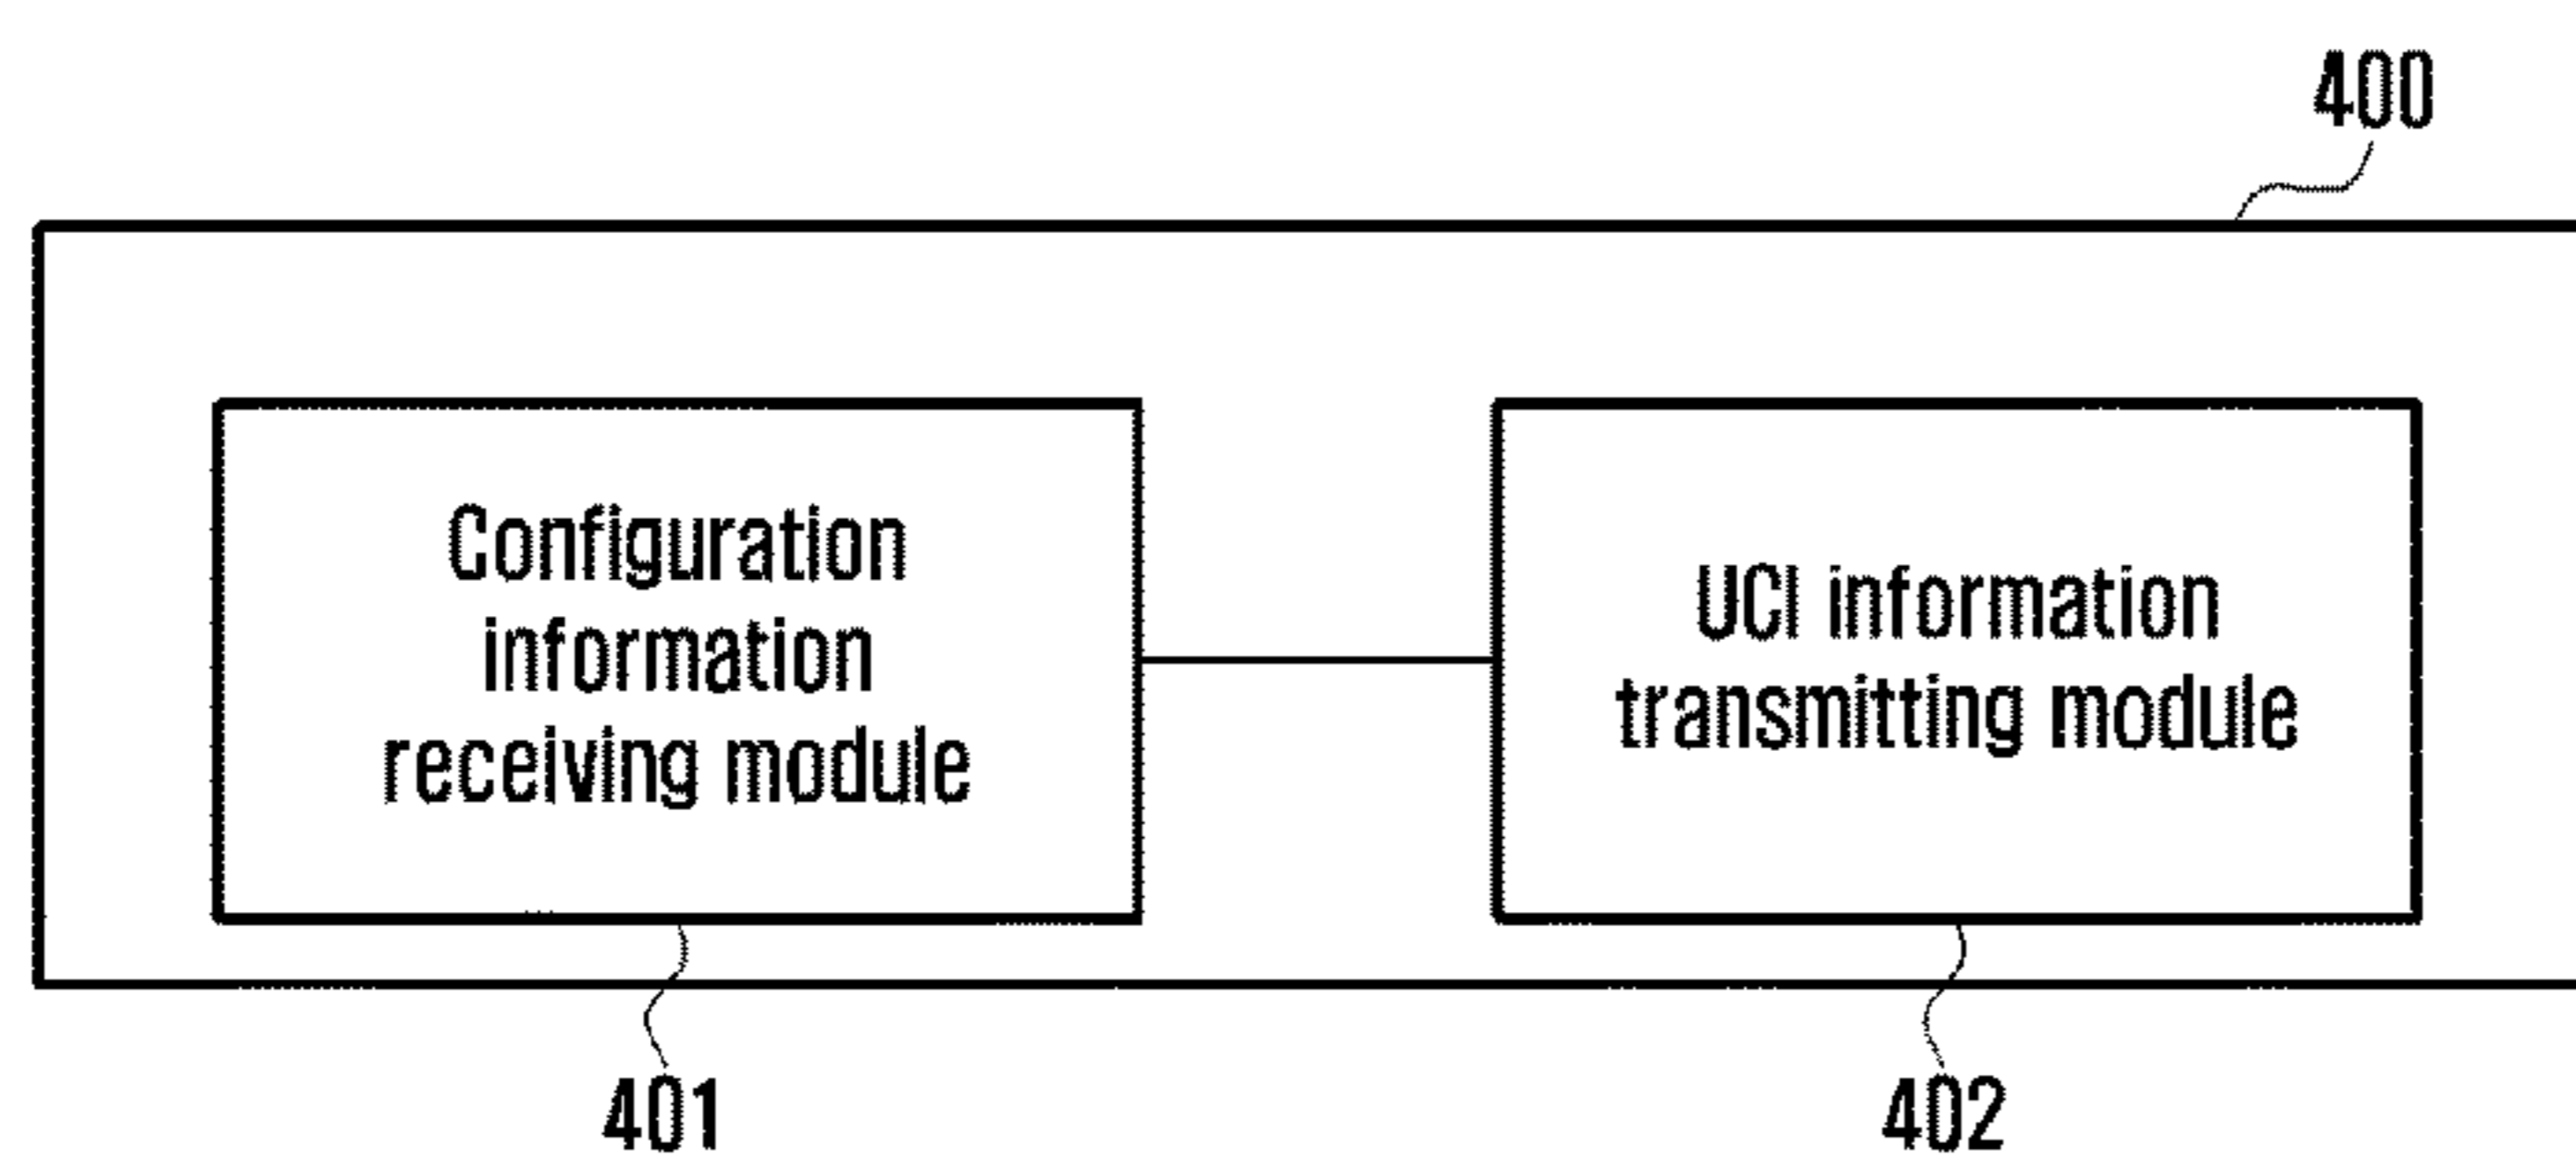 400
Configuration
information
receiving module
UCI information
transmitting module
401
402